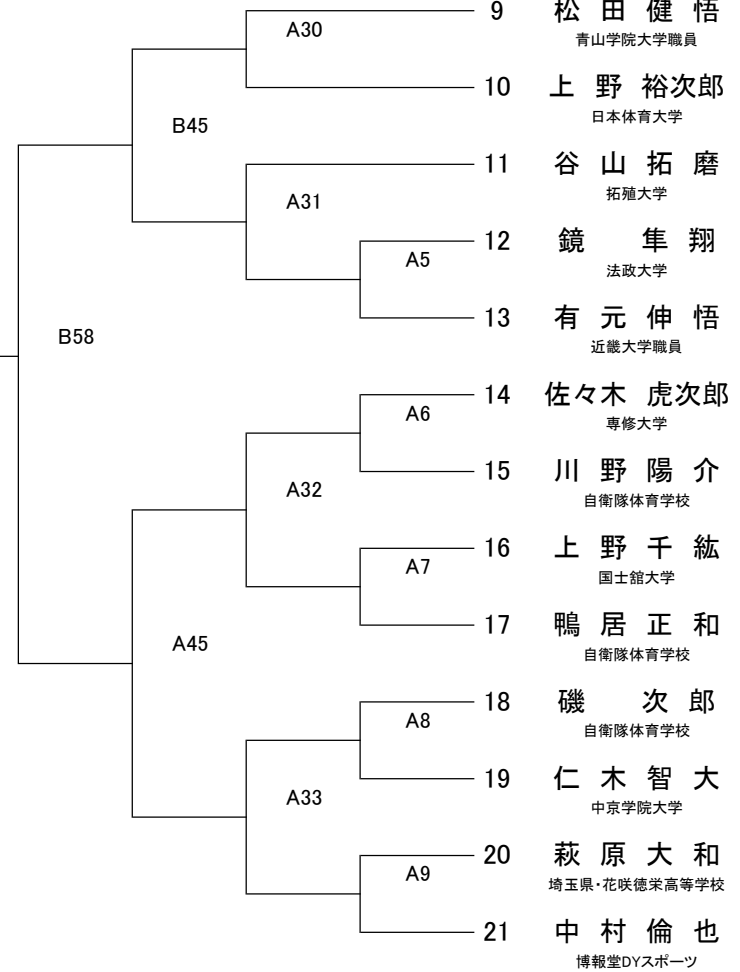 9 松田健悟
A30
青山学院大学職員
10 上野裕次郎
日本体育大学
B45
11 谷山拓磨
拓殖大学
A31
12 鏡 隼翔
A5
法政大学
13 有元伸悟
近畿大学職員
B58
14 佐々木 虎次郎
A6
専修大学
15 川野陽介
自衛隊体育学校
A32
16 上野千紘
A7
国士舘大学
17 鴨居正和
自衛隊体育学校
A45
18 磯 次郎
A8
自衛隊体育学校
19 仁木智大
中京学院大学
A33
20 萩原大和
A9
埼玉県・花咲徳栄高等学校
21 中村倫也
博報堂DYスポーツ